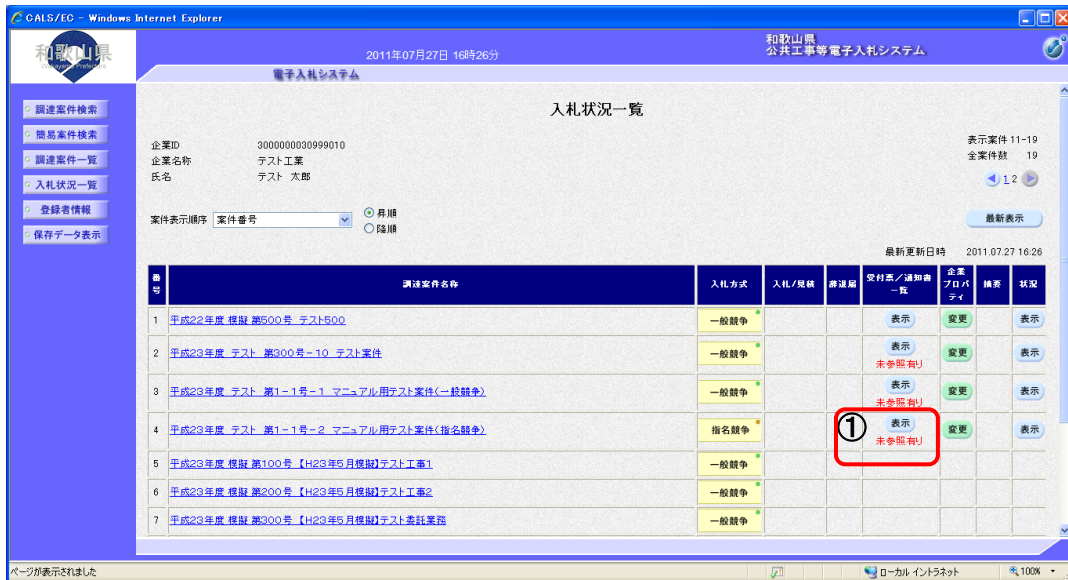 CALS/EC - Windows Internet Explorer
和歌山県
Wakayama Prefecture
2011年07月27日 16時26分
和歌山県
公共工事等電子入札システム
電子入札システム
調達案件検索
簡易案件検索
調達案件一覧
入札状況一覧
登録者情報
保存データ表示
入札状況一覧
企業ID 3000000030999010
企業名称 テスト工業
氏名 テスト 太郎
表示案件 11-19
全案件数 19
1 2
案件表示順序 案件番号
昇順
降順
最新表示
最新更新日時 2011.07.27 16:26
番号 調達案件名称 入札方式 入札/見積 辞退届 受付票/通知書一覧 企業プロパティ 摘要 状況
1 平成22年度 模擬 第500号 テスト500 一般競争 表示 変更 表示
2 平成23年度 テスト 第300号-10 テスト案件 一般競争 表示 未参照有り 変更 表示
3 平成23年度 テスト 第1-1号-1 マニュアル用テスト案件(一般競争) 一般競争 表示 未参照有り 変更 表示
4 平成23年度 テスト 第1-1号-2 マニュアル用テスト案件(指名競争) 指名競争 ① 表示 未参照有り 変更 表示
5 平成23年度 模擬 第100号 【H23年5月模擬】テスト工事1 一般競争
6 平成23年度 模擬 第200号 【H23年5月模擬】テスト工事2 一般競争
7 平成23年度 模擬 第300号 【H23年5月模擬】テスト委託業務 一般競争
ページが表示されました
ローカル イントラネット
100%